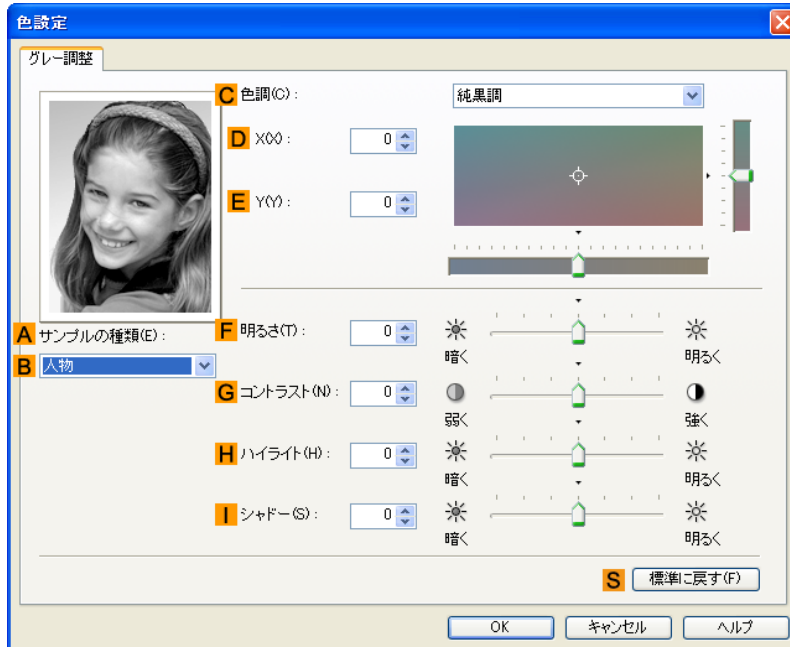 色設定
グレー調整
C 色調(C): 純黒調
D X(X): 0
E Y(Y): 0
A サンプルの種類(E):
B 人物
F 明るさ(T): 0
暗く 明るく
G コントラスト(N): 0
弱く 強く
H ハイライト(H): 0
暗く 明るく
I シャドー(S): 0
暗く 明るく
S 標準に戻す(F)
OK キャンセル ヘルプ